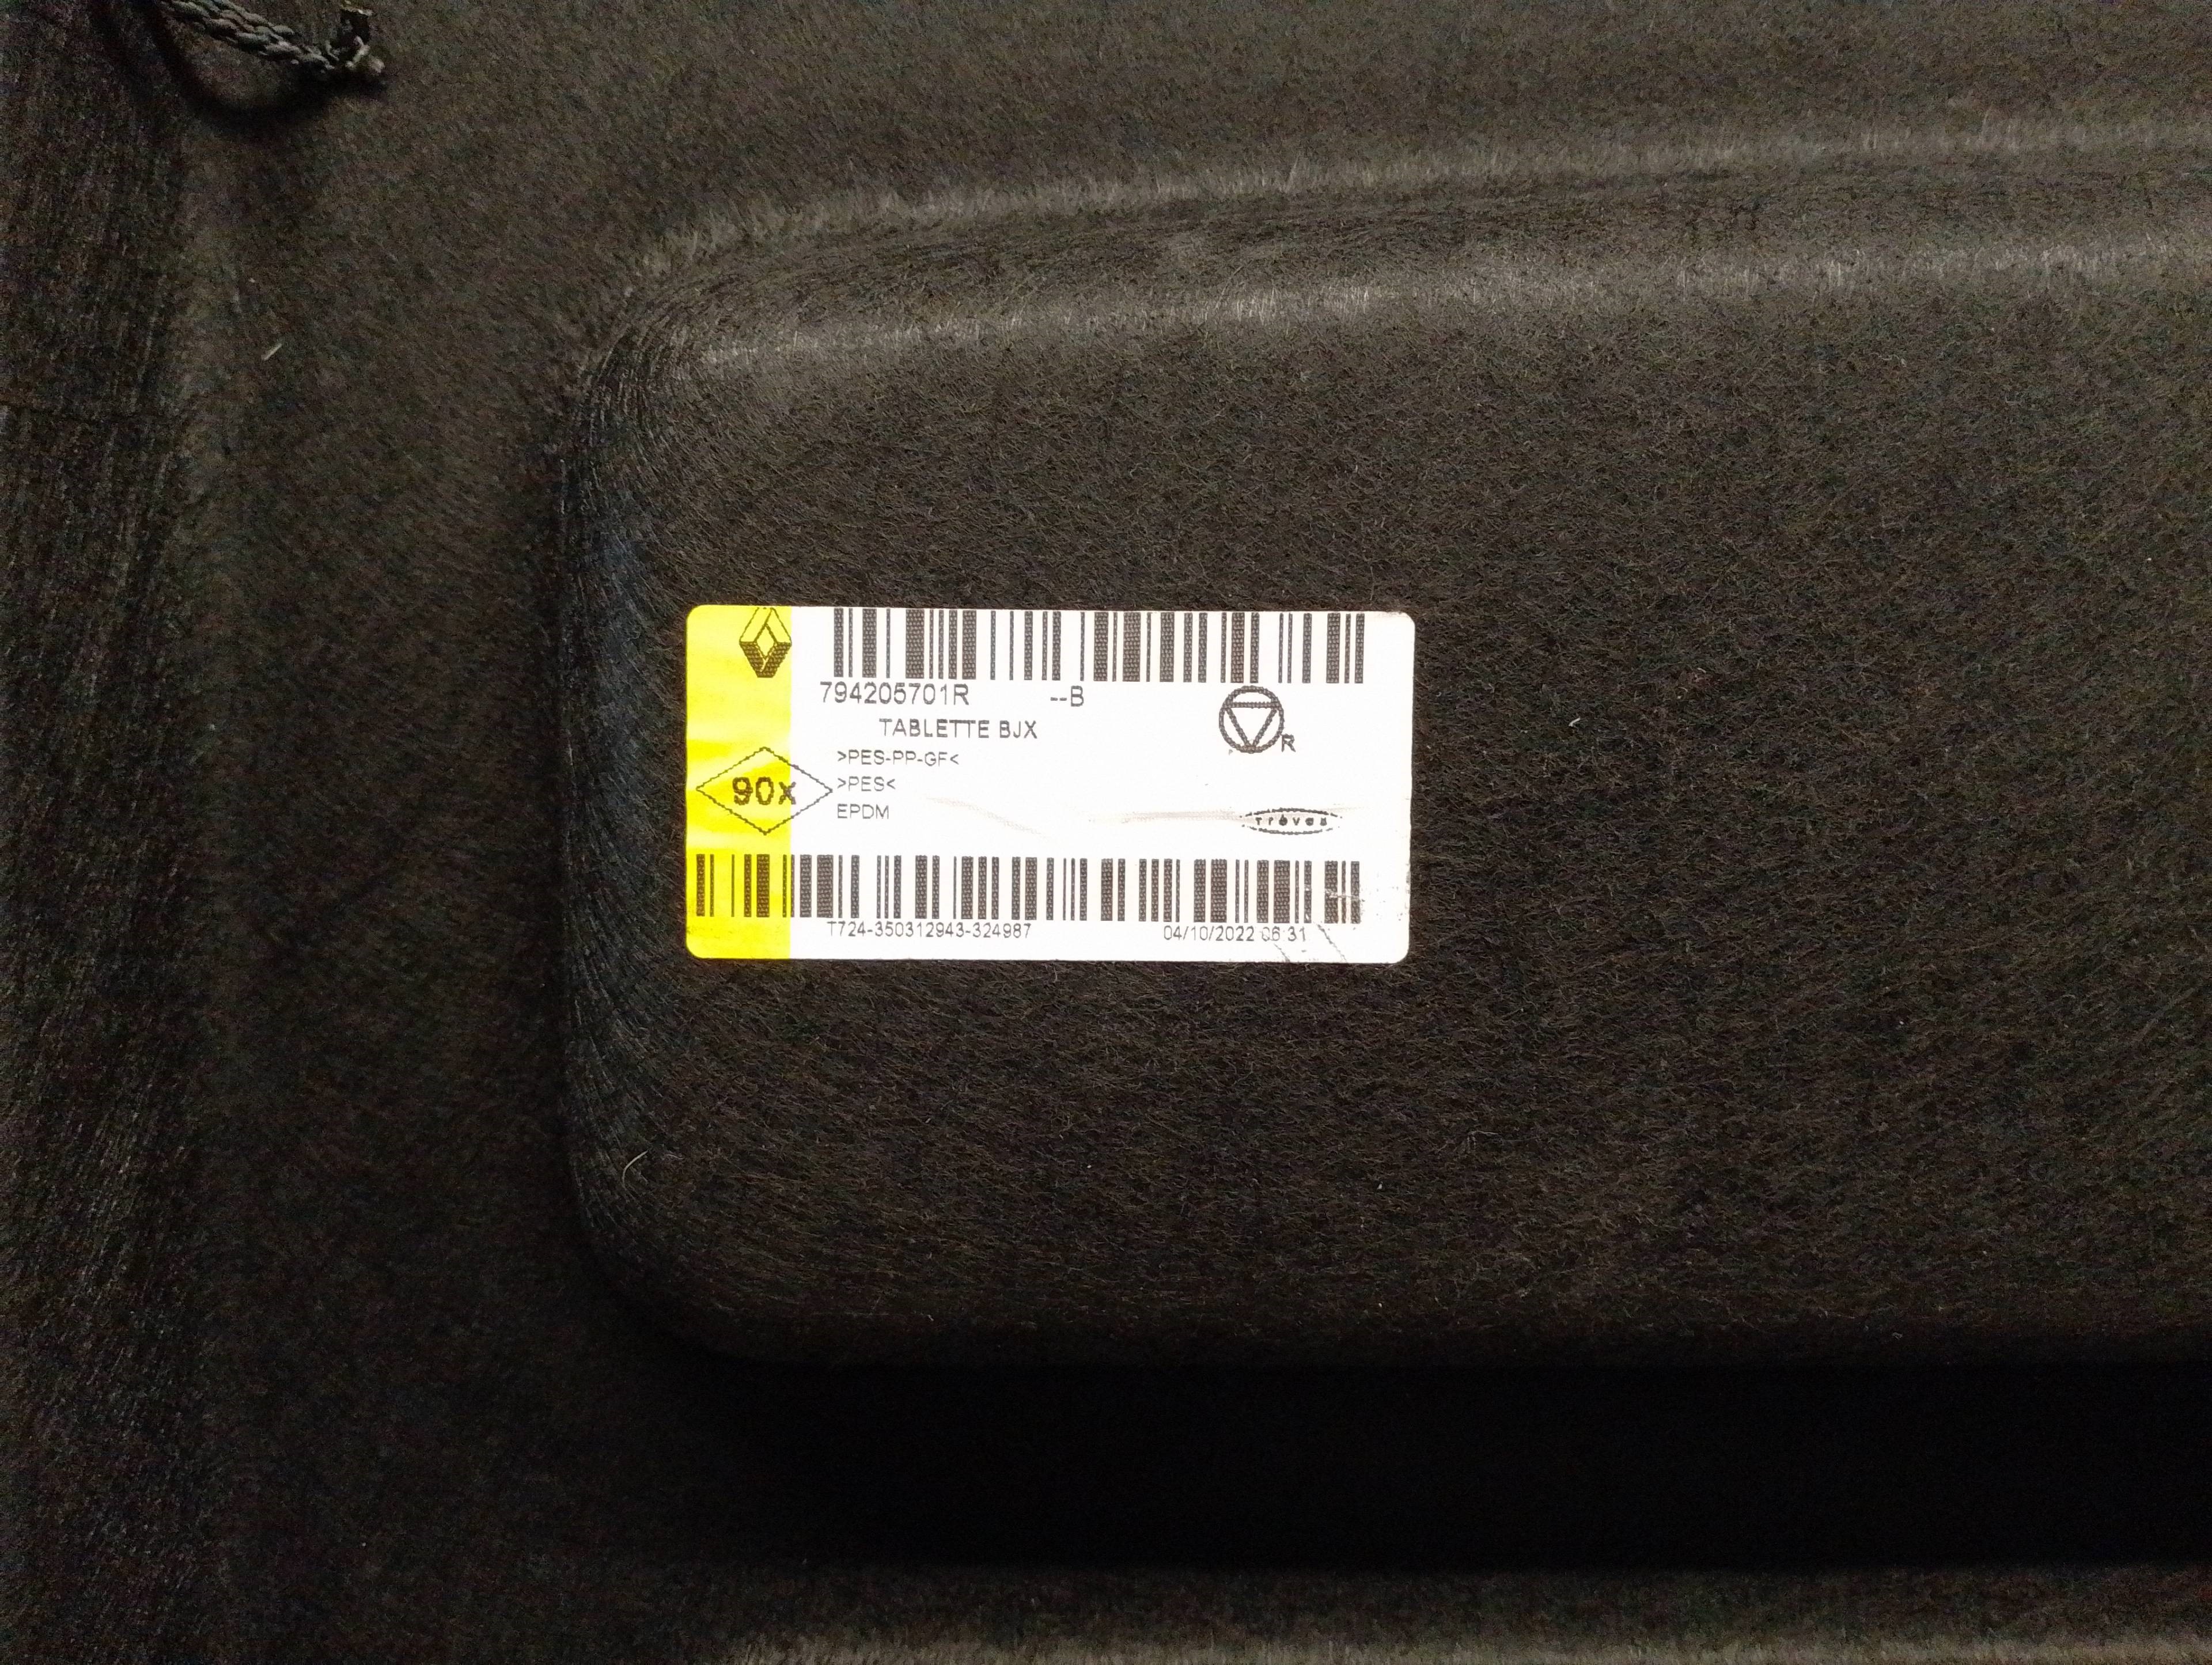 794205701R --B
TABLETTE BJX
R
>PES-PP-GF<
90x
>PES<
EPDM
Trèves
T724-350312943-324987 04/10/2022 06:31